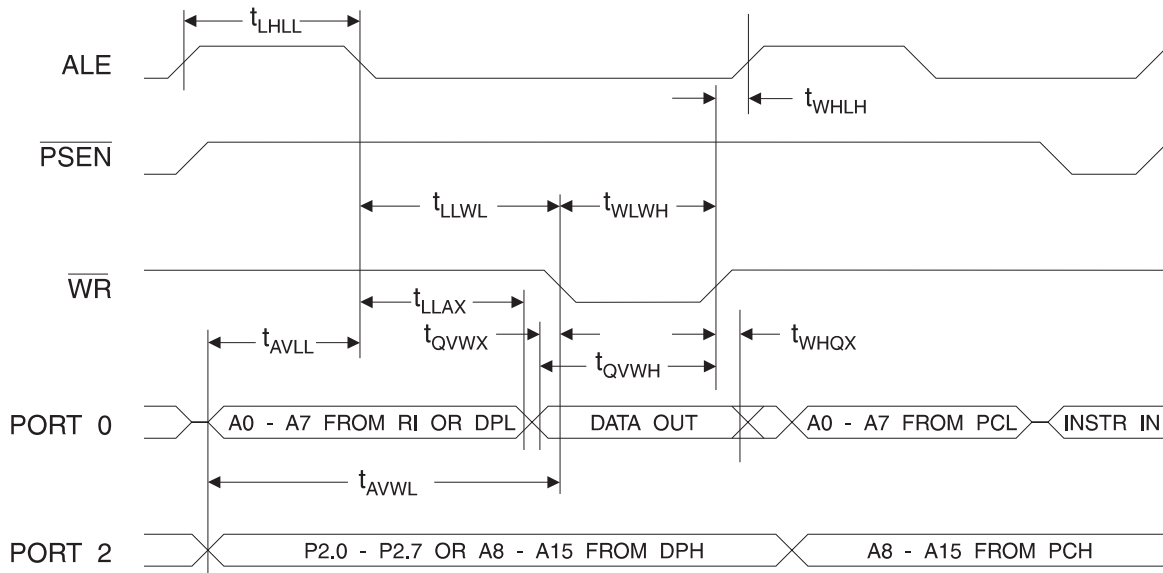 tLHLL
ALE
tWHLH
PSEN
tLLWL
tWLWH
WR
tLLAX
tAVLL
tQVWX
tWHQX
tQVWH
PORT 0
A0 - A7 FROM RI OR DPL
DATA OUT
A0 - A7 FROM PCL
INSTR IN
tAVWL
PORT 2
P2.0 - P2.7 OR A8 - A15 FROM DPH
A8 - A15 FROM PCH